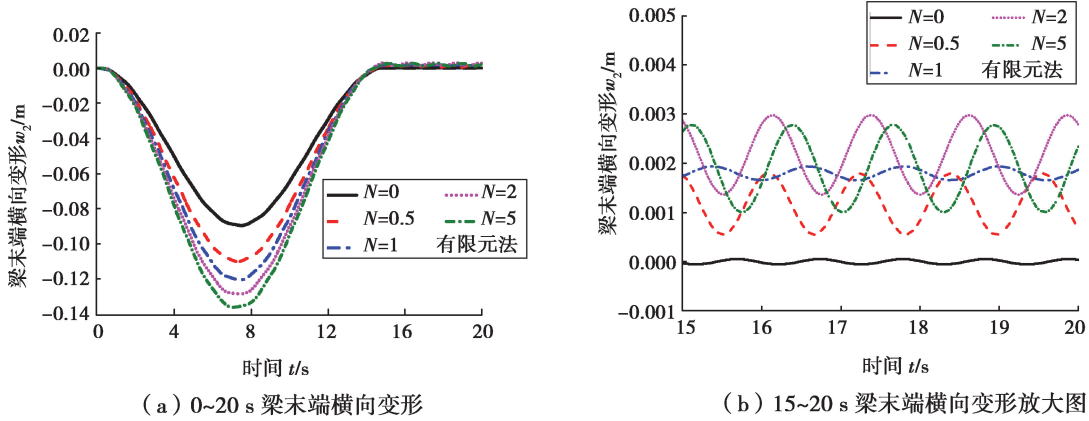 0.02
0.00
−0.02
−0.04
−0.06
−0.08
−0.10
−0.12
−0.14
梁末端横向变形w₂/m
N=0 N=2
N=0.5 N=5
N=1 有限元法
0 4 8 12 16 20
时间 t/s
（a）0~20 s 梁末端横向变形
0.005
0.004
0.003
0.002
0.001
0.000
−0.001
梁末端横向变形w₂/m
N=0 N=2
N=0.5 N=5
N=1 有限元法
15 16 17 18 19 20
时间 t/s
（b）15~20 s 梁末端横向变形放大图